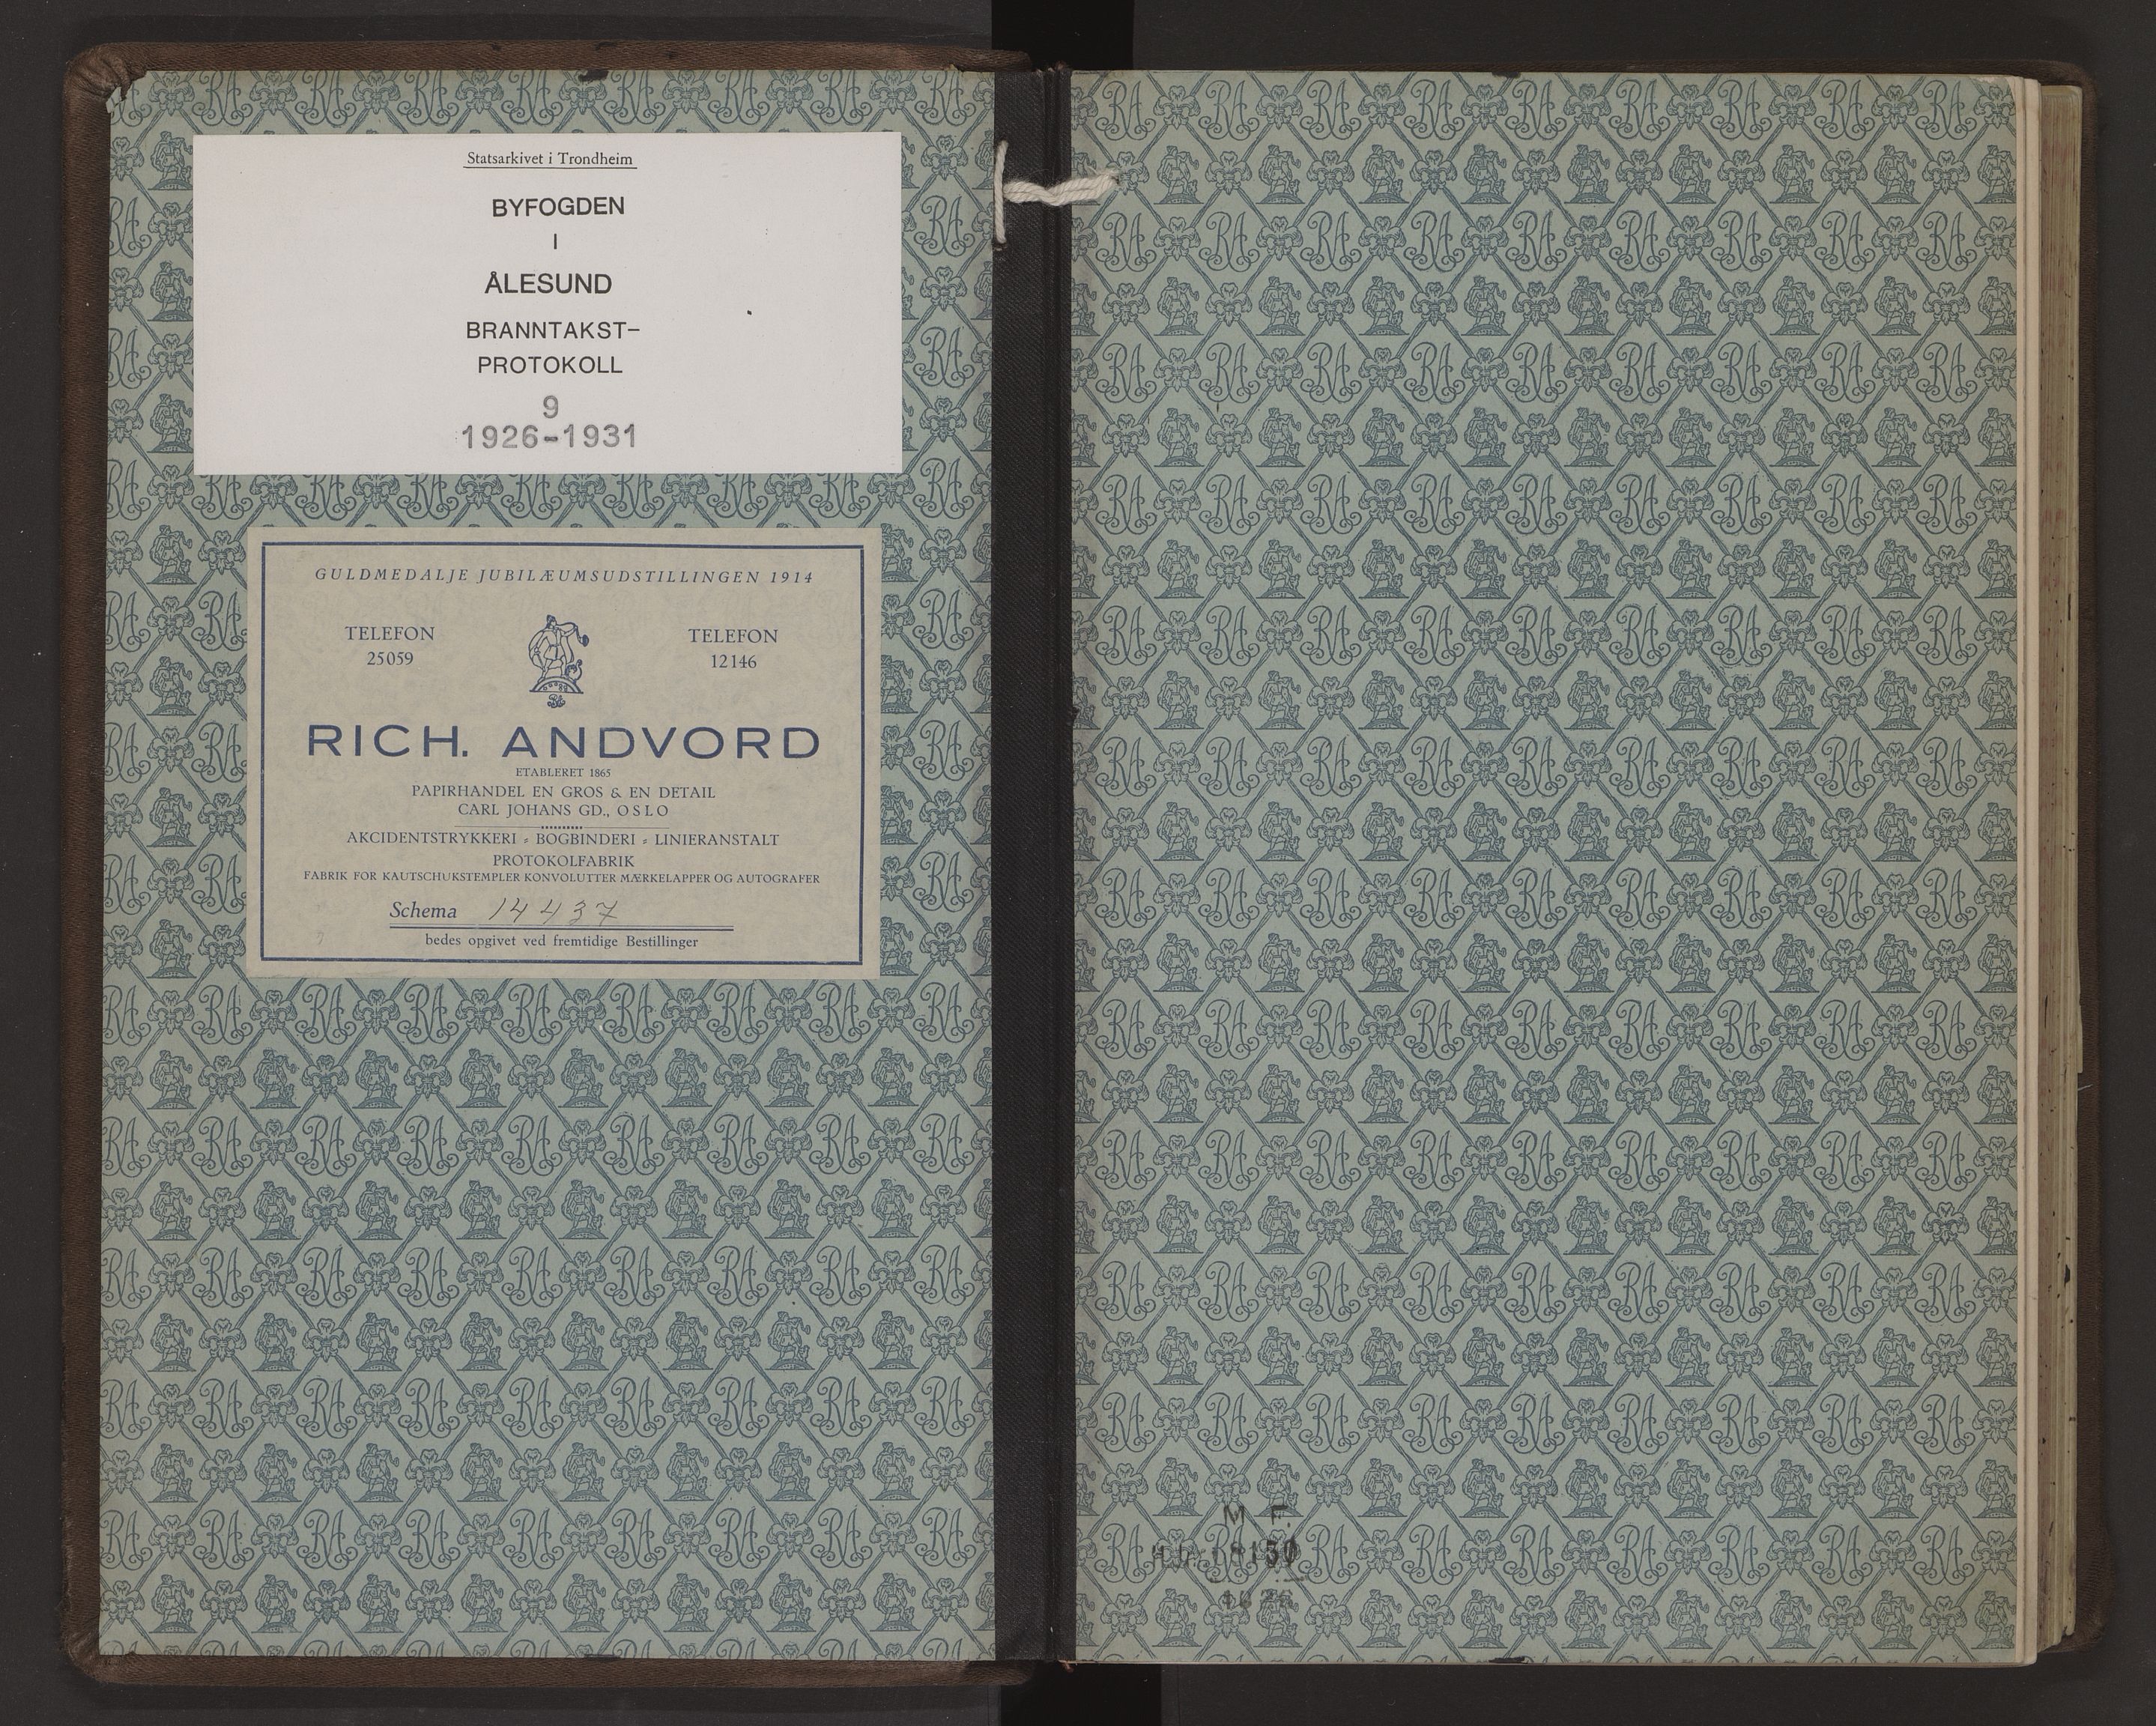 Statsarkivet i Trondheim
BYFOGDEN
I
ÅLESUND
BRANNTAKST-
PROTOKOLL
9
1926-1931
GULDMEDALJE JUBILÆUMSUDSTILLINGEN 1914
TELEFON
25059
TELEFON
12146
RICH. ANDVORD
ETABLERET 1865
PAPIRHANDEL EN GROS & EN DETAIL
CARL JOHANS GD., OSLO
AKCIDENTSTRYKKERI = BOGBINDERI = LINIERANSTALT
PROTOKOLFABRIK
FABRIK FOR KAUTSCHUKSTEMPLER KONVOLUTTER MÆRKELAPPER OG AUTOGRAFER
Schema 14437
bedes opgivet ved fremtidige Bestillinger
M. F.